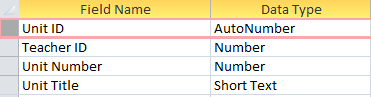 Field Name Data Type
Unit ID AutoNumber
Teacher ID Number
Unit Number Number
Unit Title Short Text